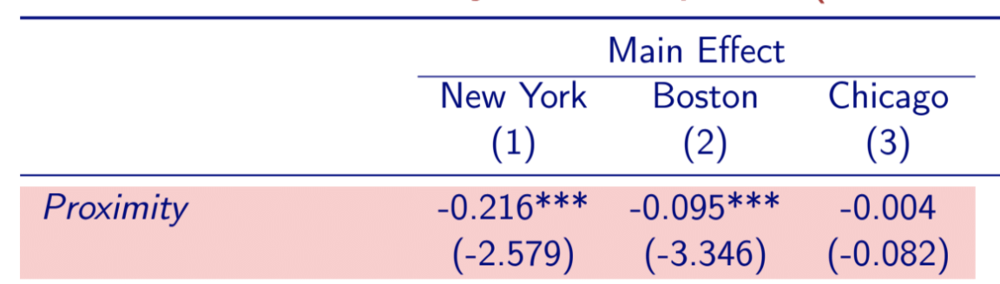 Main Effect
New York Boston Chicago
(1) (2) (3)
Proximity -0.216*** -0.095*** -0.004
(-2.579) (-3.346) (-0.082)